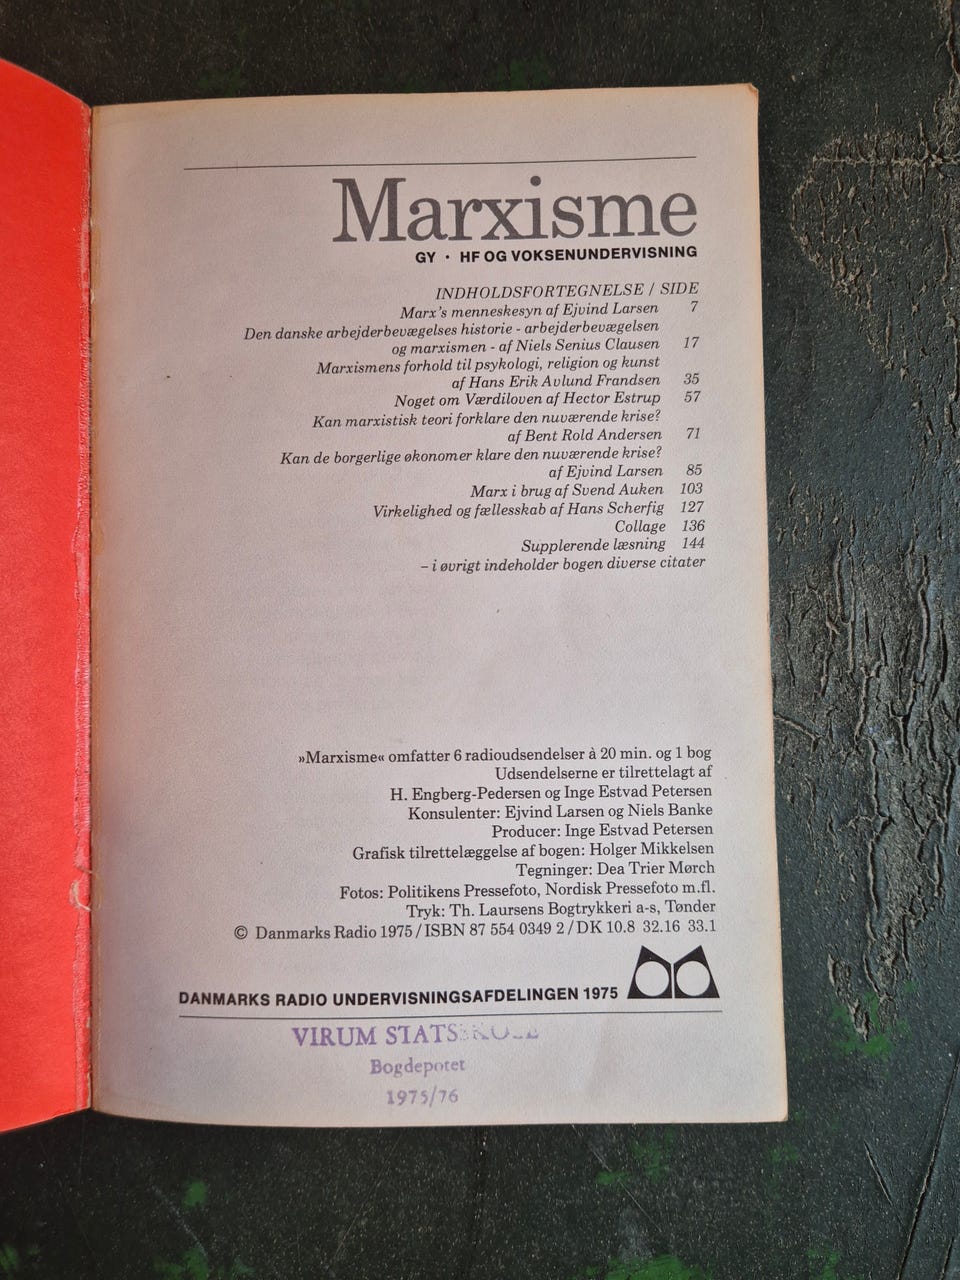 Marxisme
GY · HF OG VOKSENUNDERVISNING
INDHOLDSFORTEGNELSE / SIDE
Marx's menneskesyn af Ejvind Larsen 7
Den danske arbejderbevægelses historie - arbejderbevægelsen
og marxismen - af Niels Senius Clausen 17
Marxismens forhold til psykologi, religion og kunst
af Hans Erik Avlund Frandsen 35
Noget om Værdiloven af Hector Estrup 57
Kan marxistisk teori forklare den nuværende krise?
af Bent Rold Andersen 71
Kan de borgerlige økonomer klare den nuværende krise?
af Ejvind Larsen 85
Marx i brug af Svend Auken 103
Virkelighed og fællesskab af Hans Scherfig 127
Collage 136
Supplerende læsning 144
– i øvrigt indeholder bogen diverse citater
»Marxisme« omfatter 6 radioudsendelser à 20 min. og 1 bog
Udsendelserne er tilrettelagt af
H. Engberg-Pedersen og Inge Estvad Petersen
Konsulenter: Ejvind Larsen og Niels Banke
Producer: Inge Estvad Petersen
Grafisk tilrettelæggelse af bogen: Holger Mikkelsen
Tegninger: Dea Trier Mørch
Fotos: Politikens Pressefoto, Nordisk Pressefoto m.fl.
Tryk: Th. Laursens Bogtrykkeri a-s, Tønder
© Danmarks Radio 1975 / ISBN 87 554 0349 2 / DK 10.8 32.16 33.1
DANMARKS RADIO UNDERVISNINGSAFDELINGEN 1975
VIRUM STATSSKOLE
Bogdepotet
1975/76